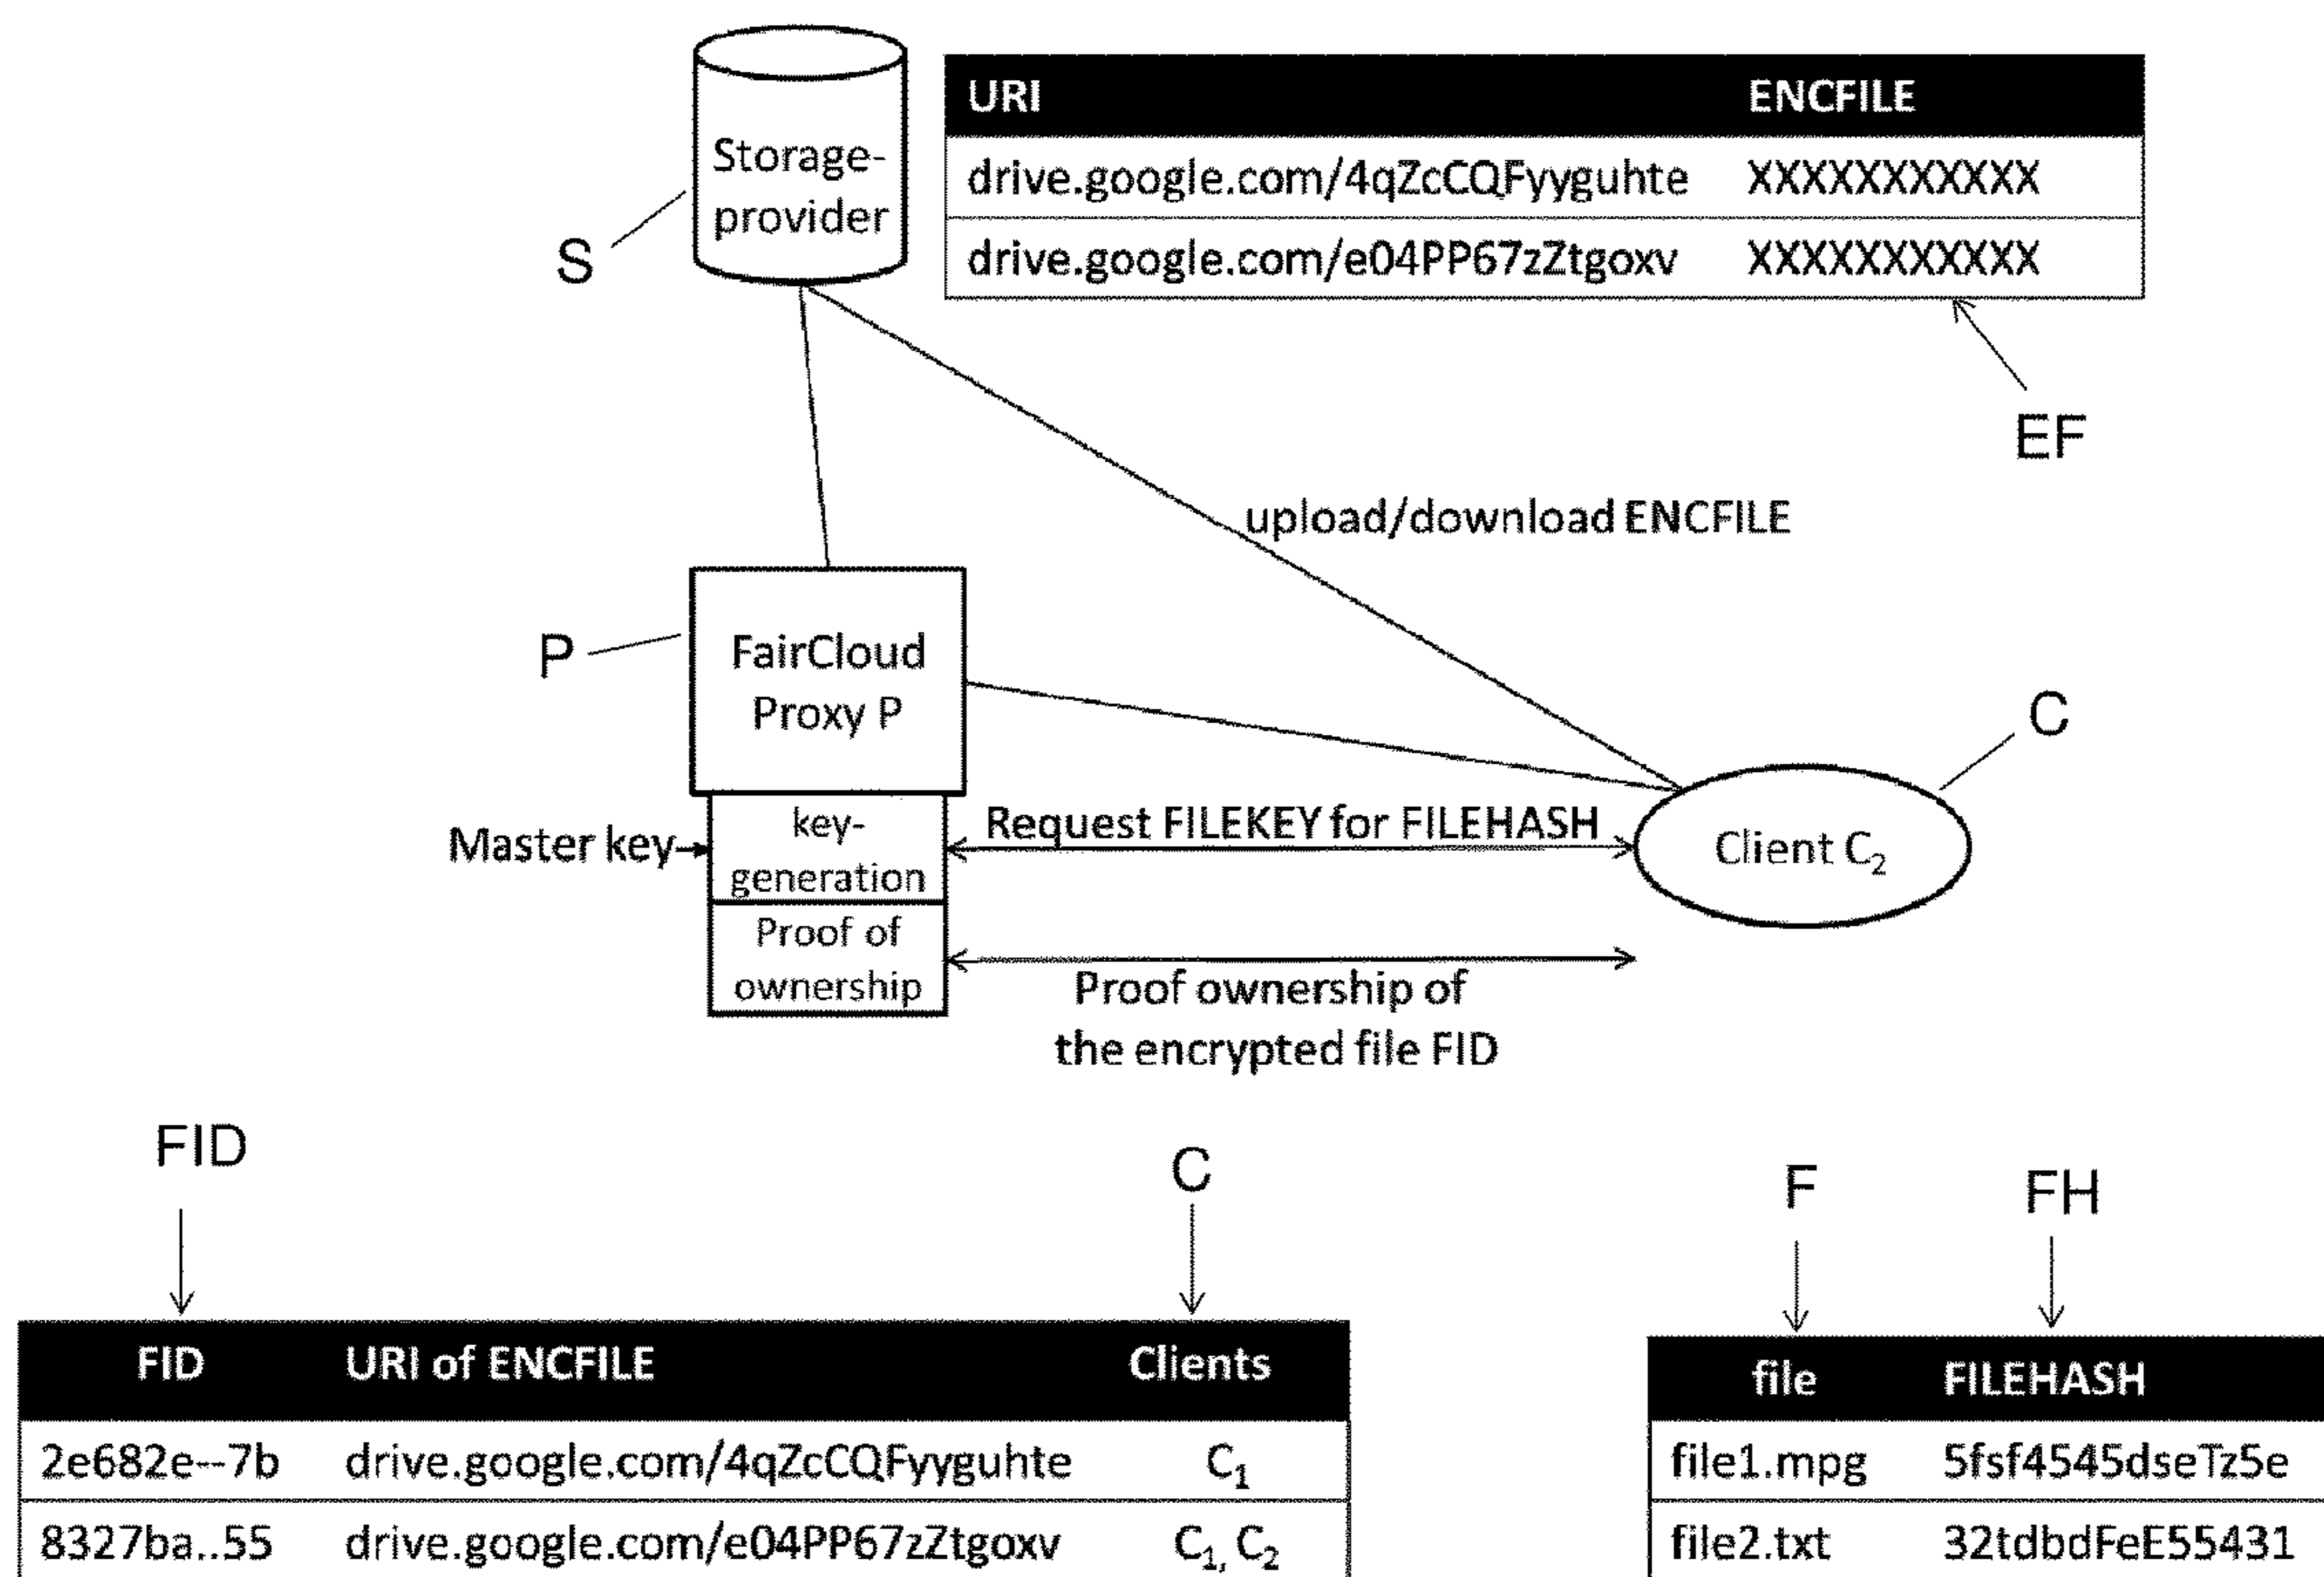 Storage-
provider
S
URI ENCFILE
drive.google.com/4qZcCQFyyguhte XXXXXXXXXXX
drive.google.com/e04PP67zZtgoxv XXXXXXXXXXX
EF
upload/download ENCFILE
P
FairCloud
Proxy P
C
Master key
key-
generation
Request FILEKEY for FILEHASH
Client C₂
Proof of
ownership
Proof ownership of
the encrypted file FID
FID
C
F
FH
FID URI of ENCFILE Clients
2e682e--7b drive.google.com/4qZcCQFyyguhte C₁
8327ba..55 drive.google.com/e04PP67zZtgoxv C₁, C₂
file FILEHASH
file1.mpg 5fsf4545dseTz5e
file2.txt 32tdbdFeE55431